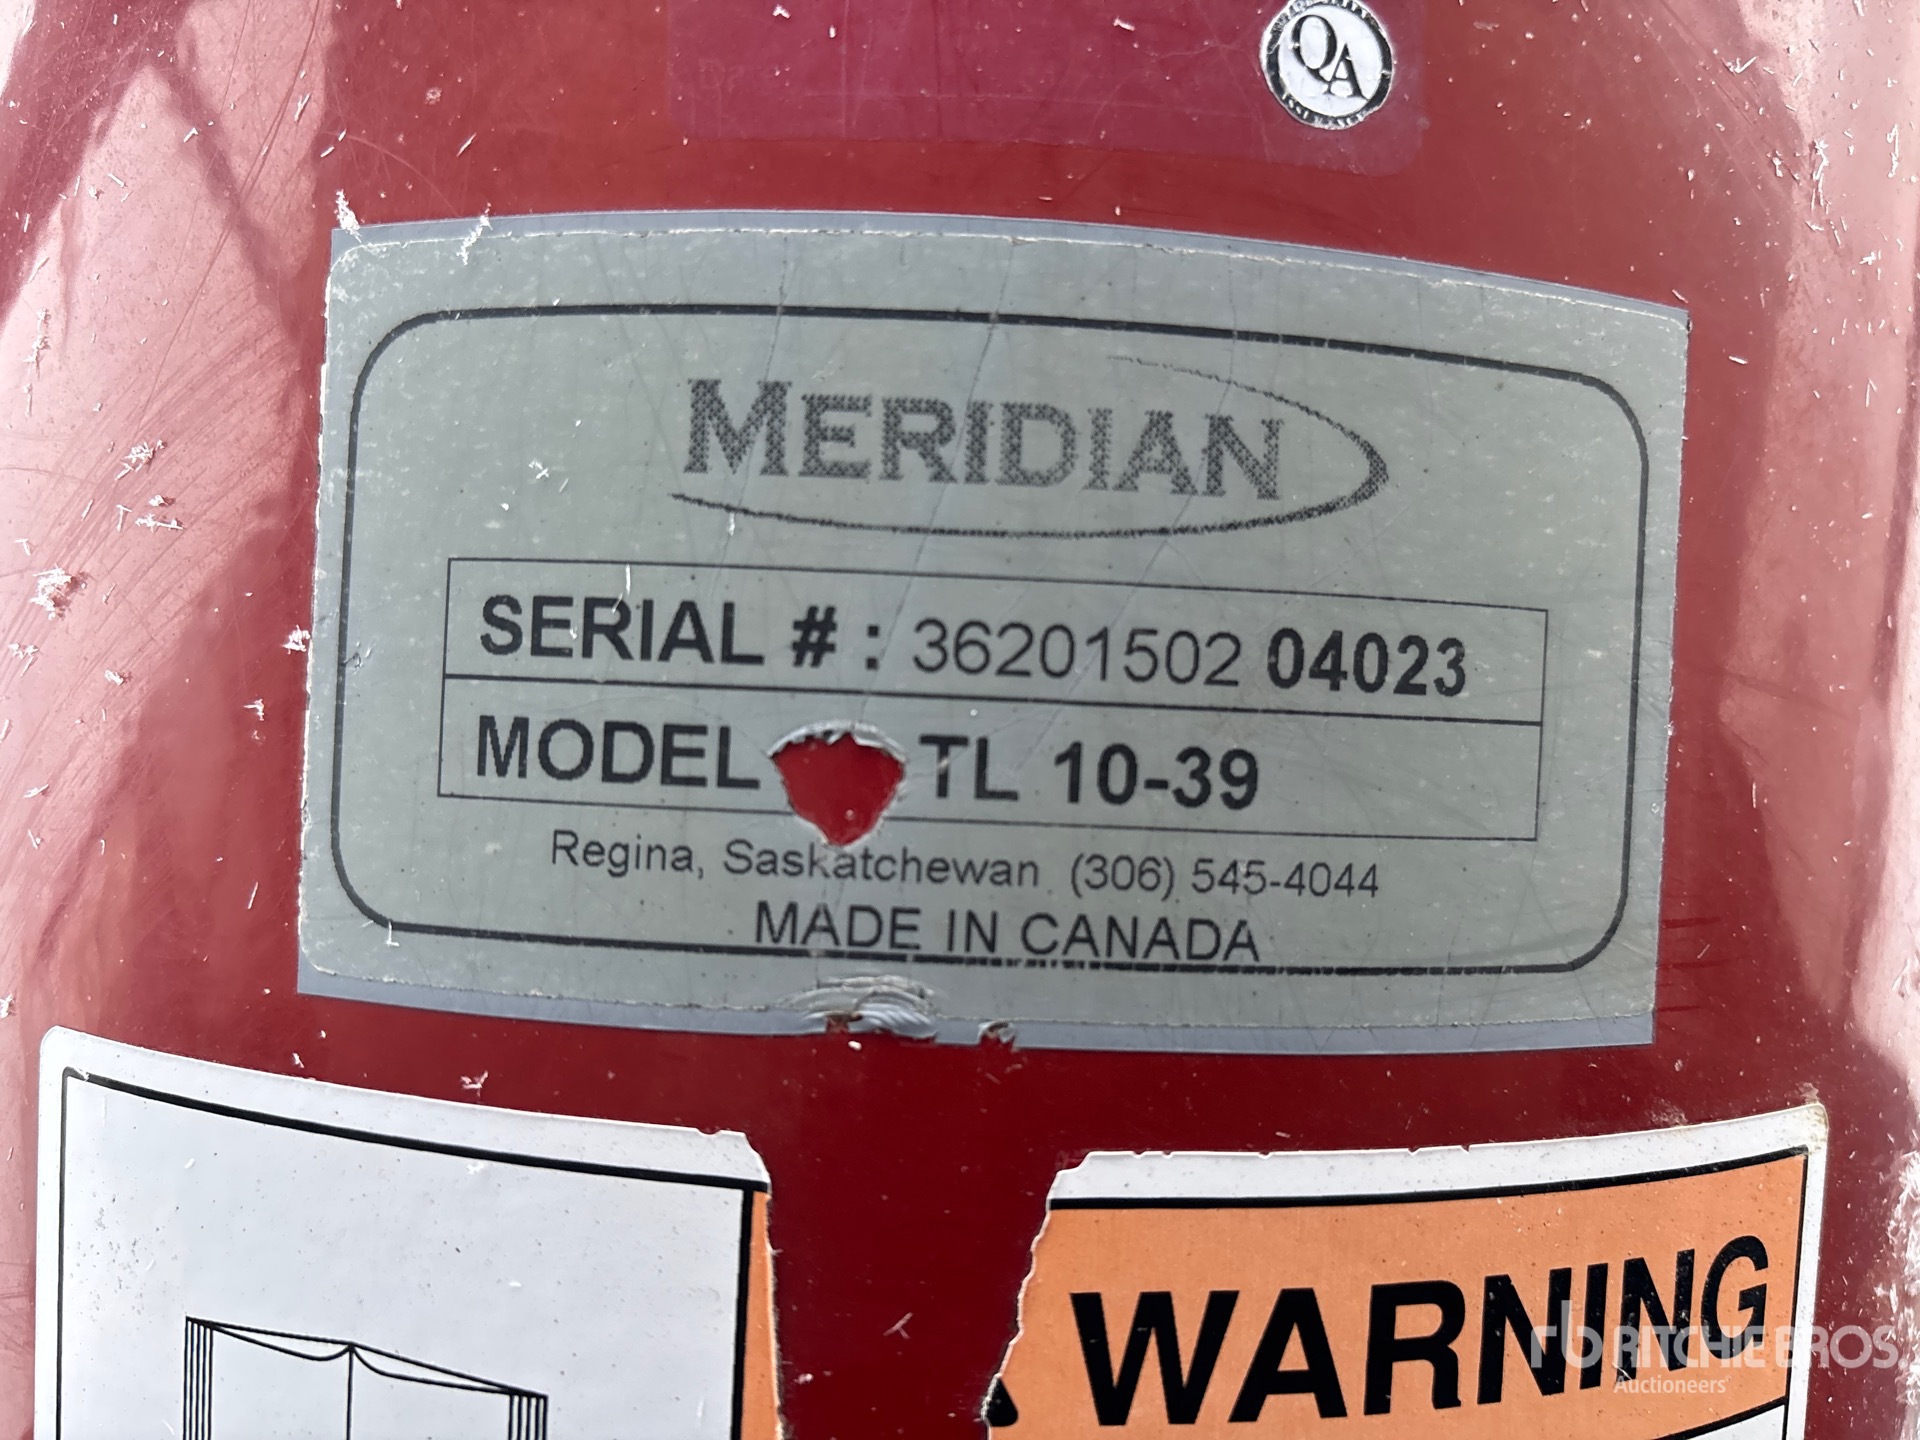 QA
MERIDIAN
SERIAL # : 36201502 04023
MODEL TL 10-39
Regina, Saskatchewan (306) 545-4044
MADE IN CANADA
WARNING
rb RITCHIE BROS
Auctioneers